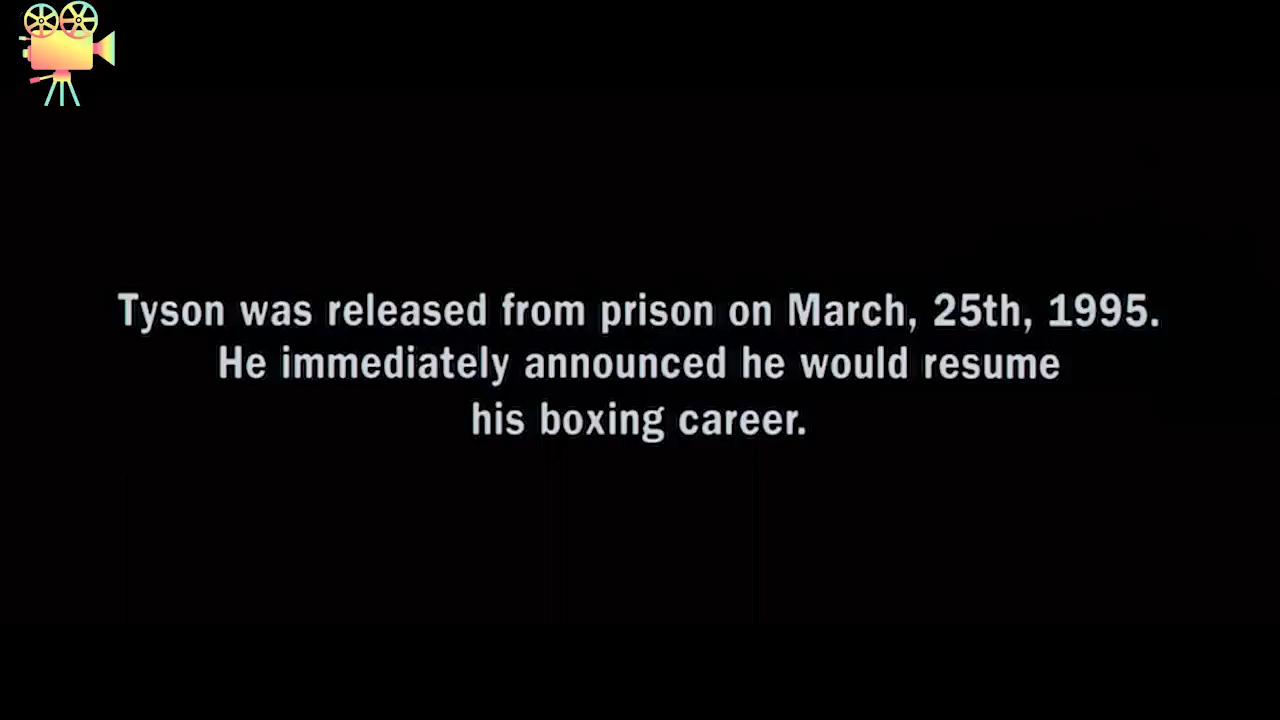 Tyson was released from prison on March, 25th, 1995.
He immediately announced he would resume
his boxing career.